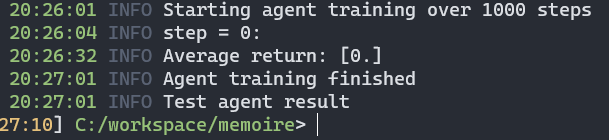 20:26:01 INFO Starting agent training over 1000 steps
20:26:04 INFO step = 0:
20:26:32 INFO Average return: [0.]
20:27:01 INFO Agent training finished
20:27:01 INFO Test agent result
27:10] C:/workspace/memoire>